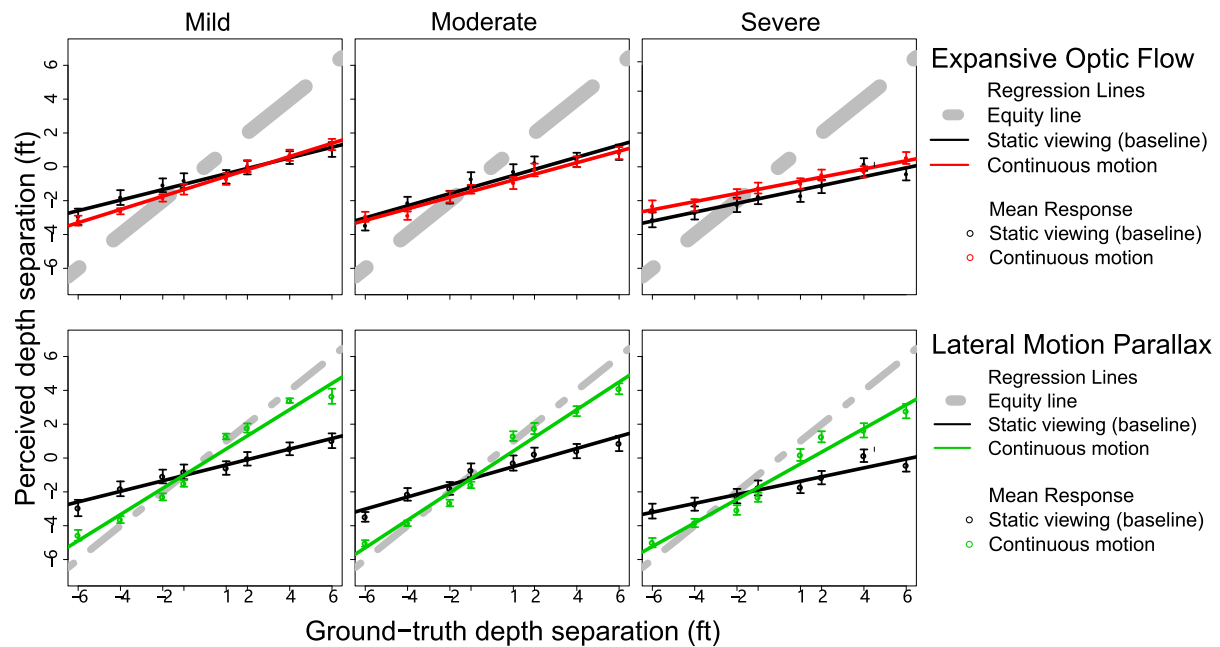 Mild Moderate Severe
Expansive Optic Flow
Regression Lines
Equity line
Static viewing (baseline)
Continuous motion
Mean Response
Static viewing (baseline)
Continuous motion
6
4
2
0
−2
−4
−6
Perceived depth separation (ft)
Lateral Motion Parallax
Regression Lines
Equity line
Static viewing (baseline)
Continuous motion
Mean Response
Static viewing (baseline)
Continuous motion
6
4
2
0
−2
−4
−6
−6 −4 −2 1 2 4 6 −6 −4 −2 1 2 4 6 −6 −4 −2 1 2 4 6
Ground−truth depth separation (ft)